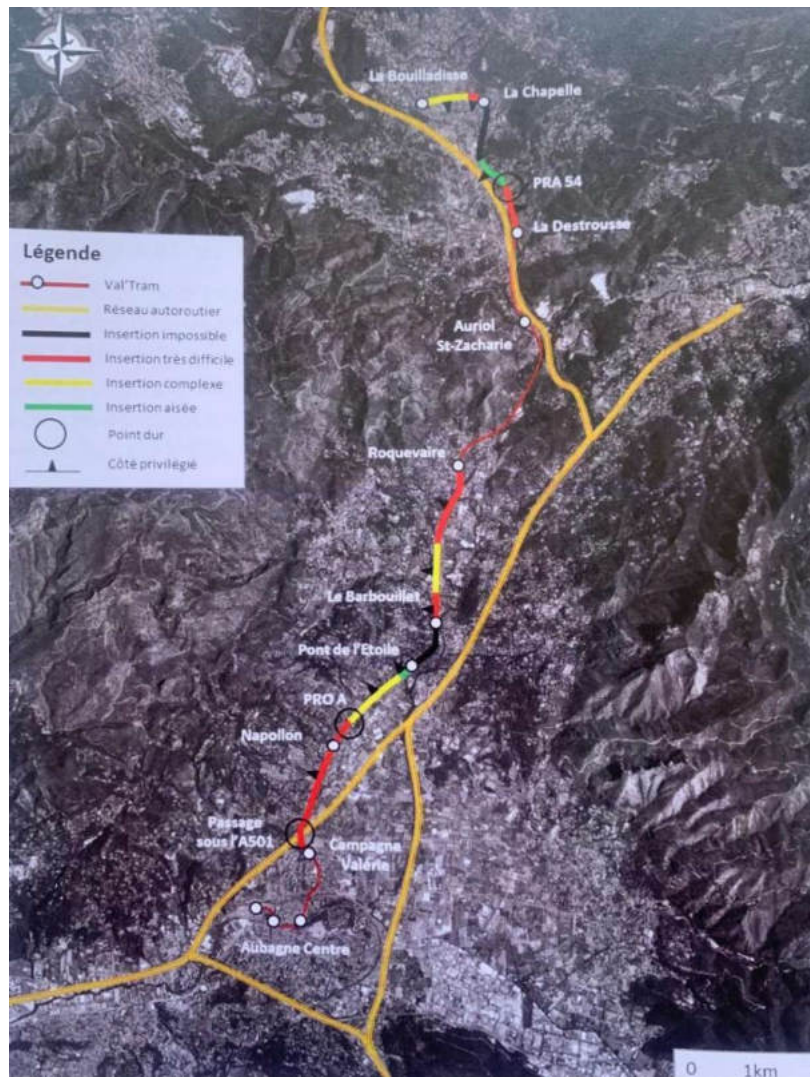 La Bouilladisse
La Chapelle
PRA 54
La Destrousse
Légende
Val'Tram
Réseau autoroutier
Insertion impossible
Insertion très difficile
Insertion complexe
Insertion aisée
Point dur
Côté privilégié
Auriol
St-Zacharie
Roquevaire
Le Barbouillet
Pont de l'Etoile
PRO A
Napollon
Passage
sous l'A501
Campagne
Valérie
Aubagne Centre
0 1km